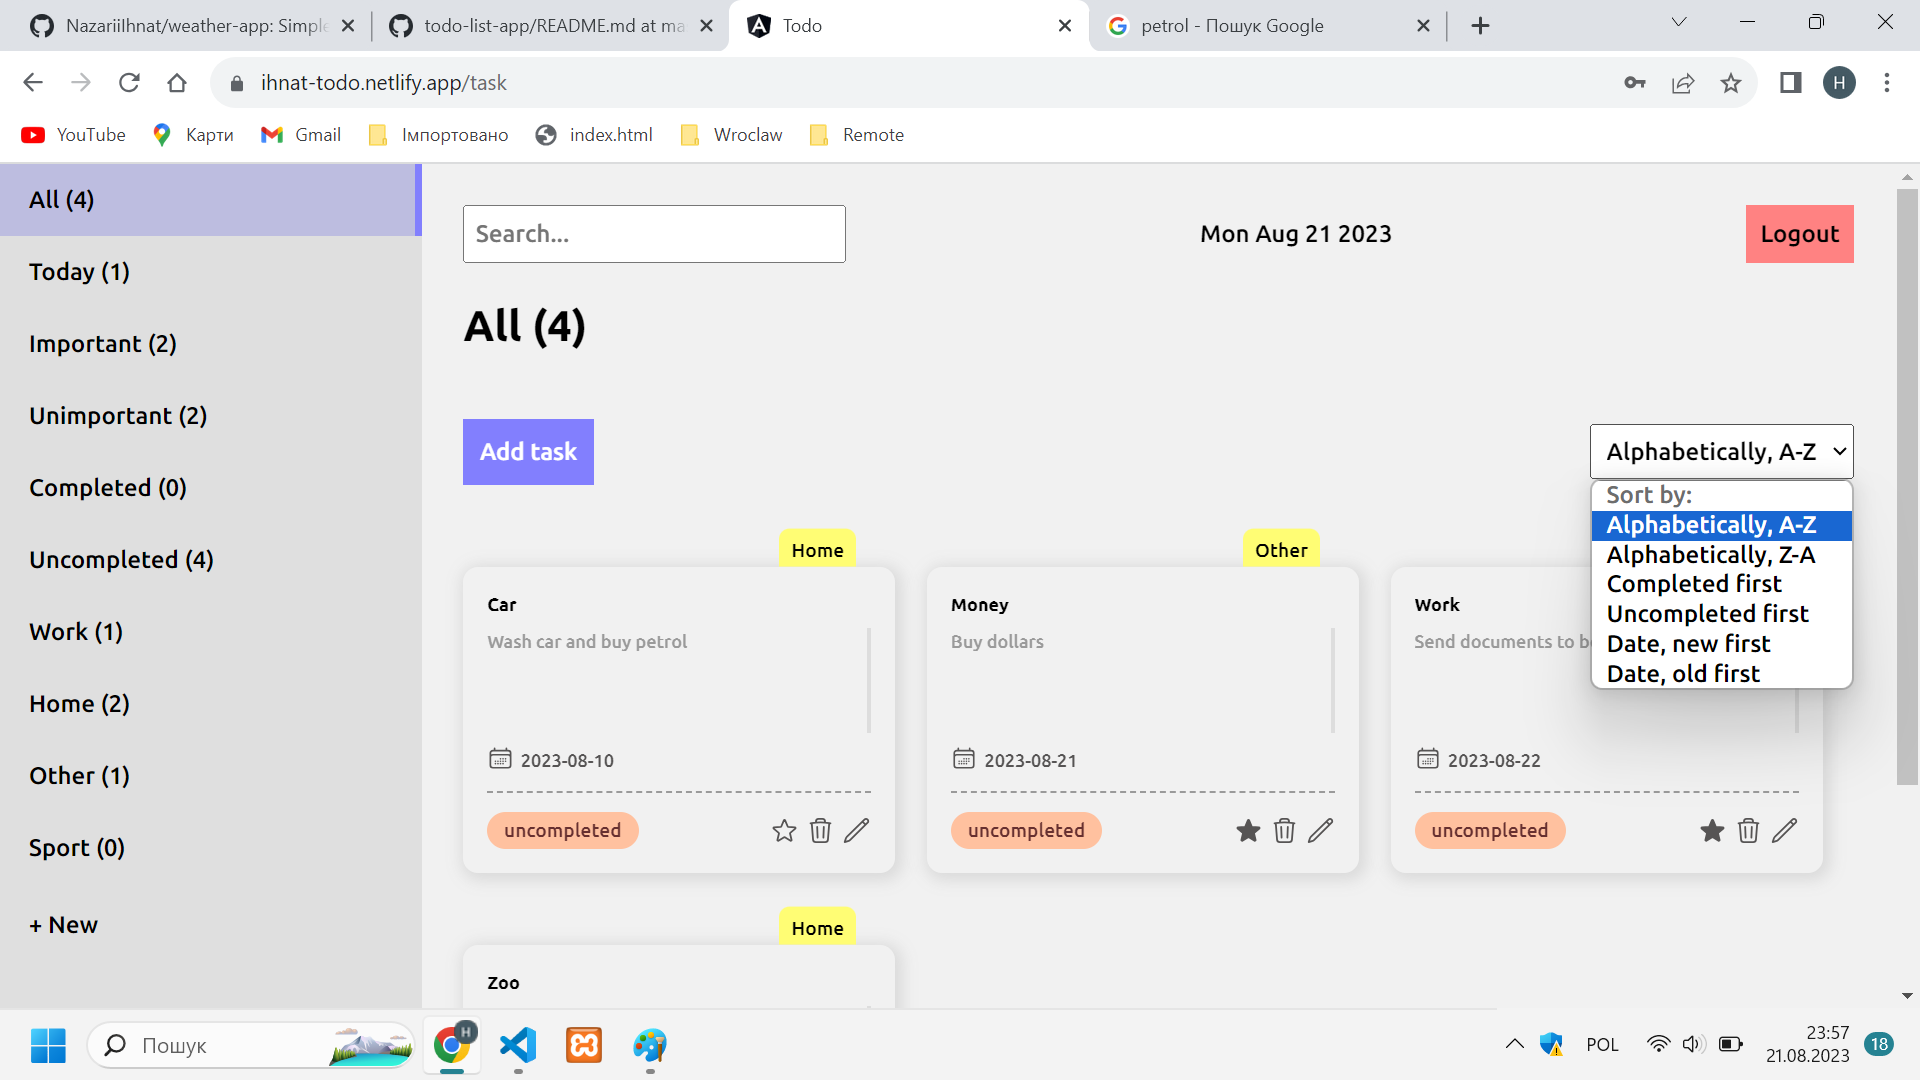 NazariiIhnat/weather-app: Simple
todo-list-app/README.md at ma
Todo
petrol - Пошук Google
ihnat-todo.netlify.app/task
H
YouTube
Карти
Gmail
Імпортовано
index.html
Wroclaw
Remote
All (4)
Today (1)
Important (2)
Unimportant (2)
Completed (0)
Uncompleted (4)
Work (1)
Home (2)
Other (1)
Sport (0)
+ New
Search...
Mon Aug 21 2023
Logout
All (4)
Add task
Alphabetically, A-Z
Sort by:
Alphabetically, A-Z
Alphabetically, Z-A
Completed first
Uncompleted first
Date, new first
Date, old first
Home
Car
Wash car and buy petrol
2023-08-10
uncompleted
Other
Money
Buy dollars
2023-08-21
uncompleted
Work
Send documents to
2023-08-22
uncompleted
Home
Zoo
Пошук
H
POL
23:57
21.08.2023
18